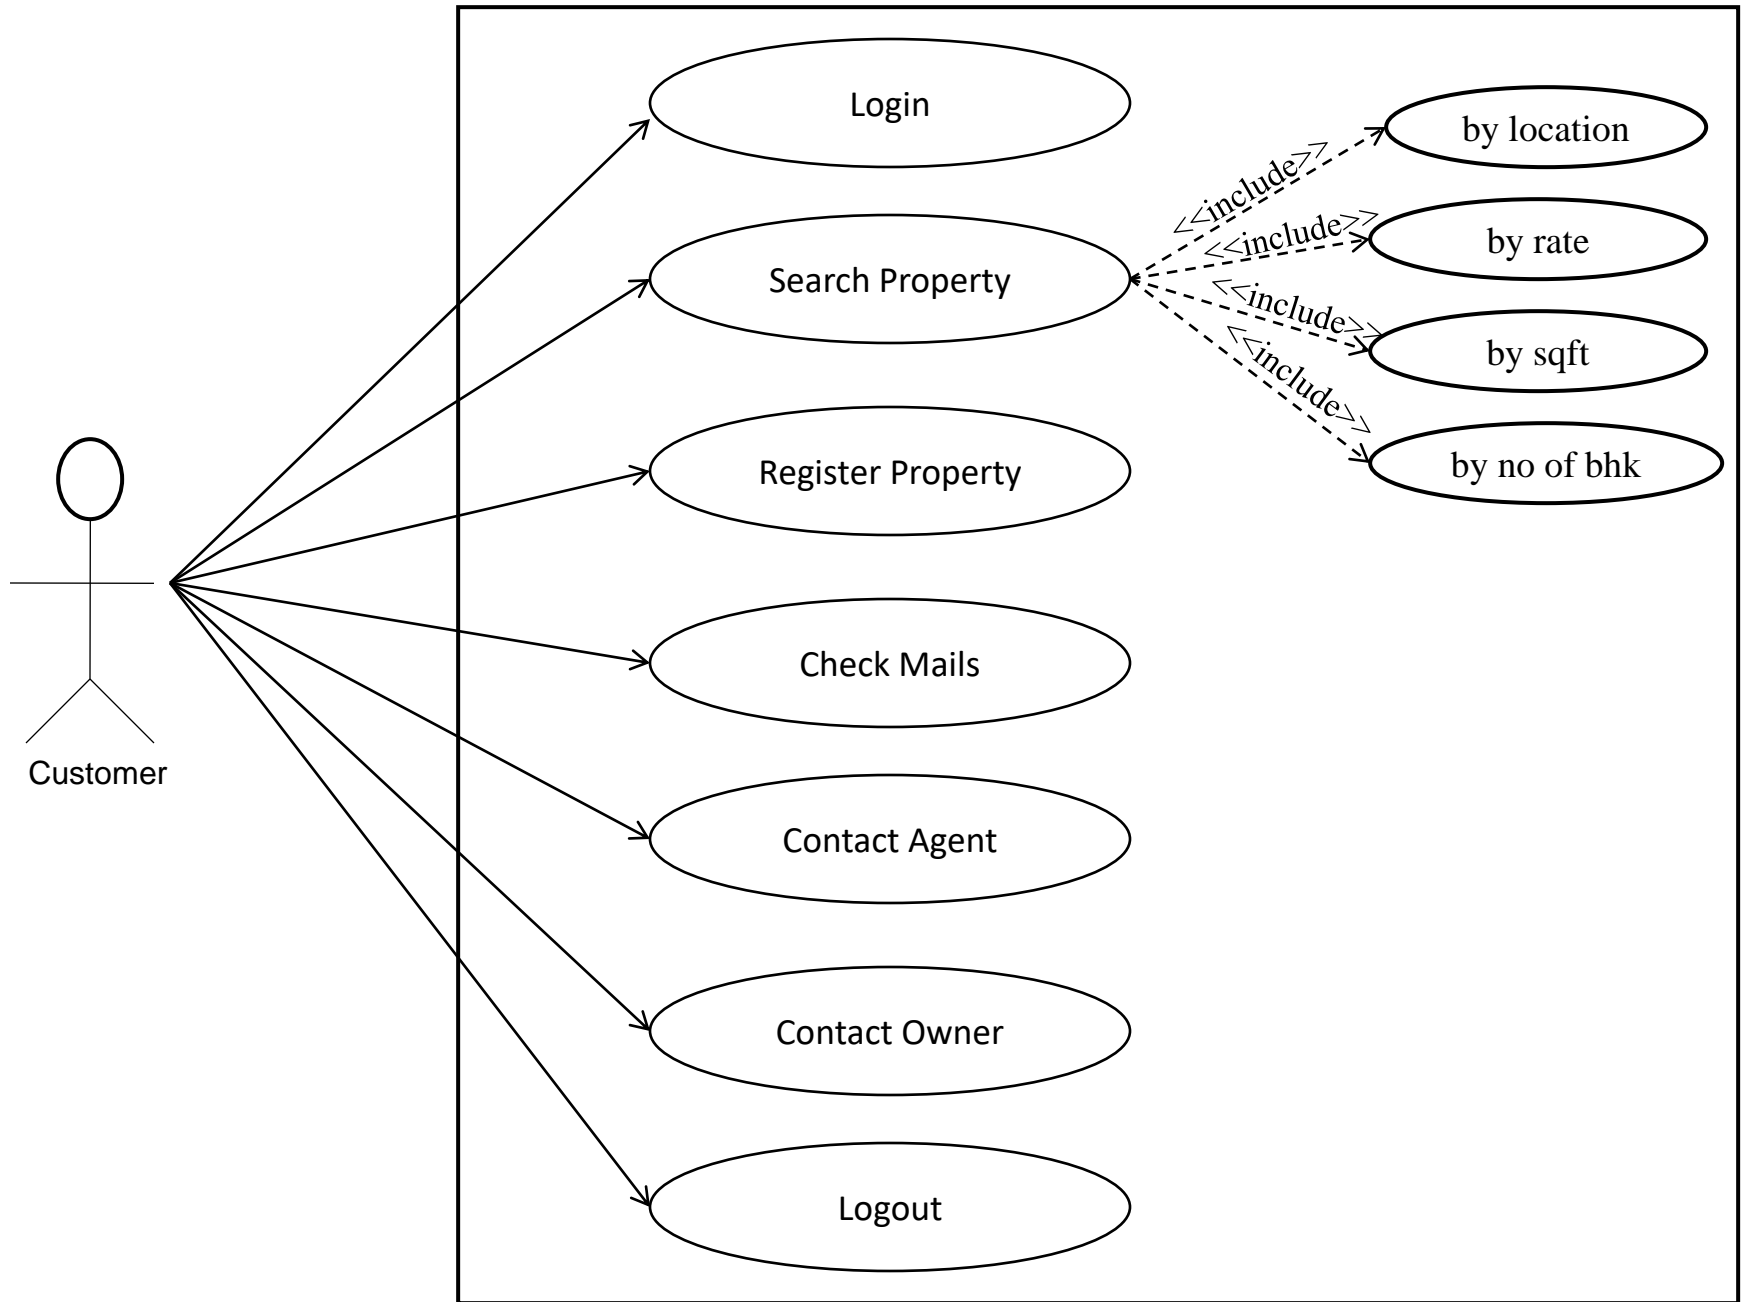 Login
by location
<<include>>
by rate
<<include>>
Search Property
<<include>>
by sqft
<<include>>
by no of bhk
Register Property
Check Mails
Customer
Contact Agent
Contact Owner
Logout